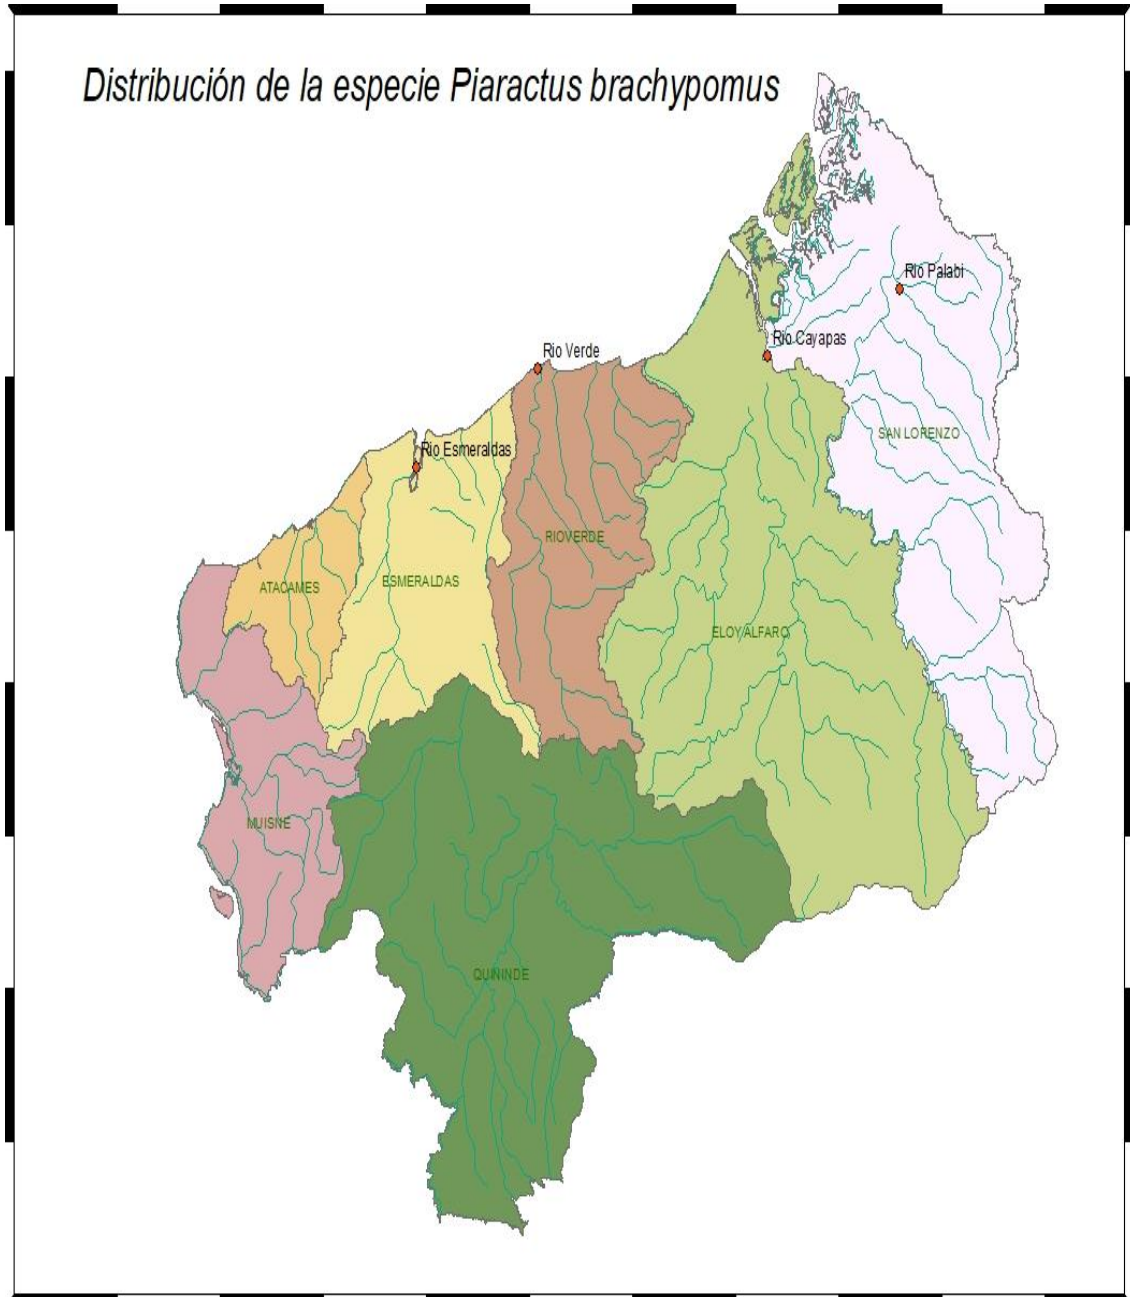 Distribución de la especie Piaractus brachypomus
Rio Palabi
Rio Cayapas
Rio Verde
SAN LORENZO
Rio Esmeraldas
RIOVERDE
ATACAMES
ESMERALDAS
ELOY ALFARO
MUISNE
QUININDE